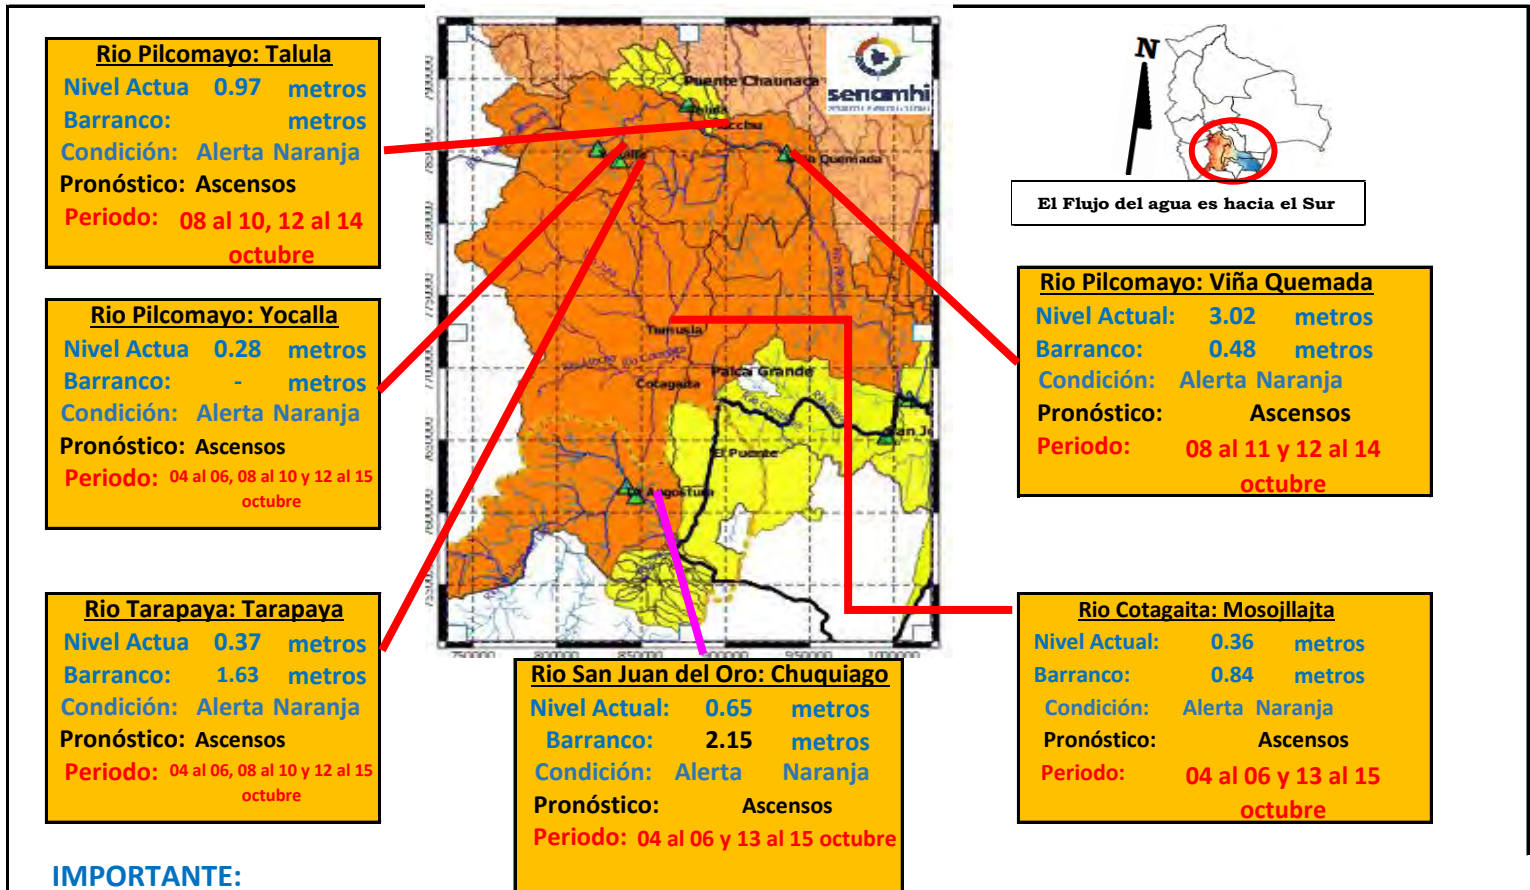 Rio Pilcomayo: Talula
Nivel Actua 0.97 metros
Barranco: metros
Condición: Alerta Naranja
Pronóstico: Ascensos
Periodo: 08 al 10, 12 al 14
octubre
Rio Pilcomayo: Yocalla
Nivel Actua 0.28 metros
Barranco: - metros
Condición: Alerta Naranja
Pronóstico: Ascensos
Periodo: 04 al 06, 08 al 10 y 12 al 15
octubre
Rio Tarapaya: Tarapaya
Nivel Actua 0.37 metros
Barranco: 1.63 metros
Condición: Alerta Naranja
Pronóstico: Ascensos
Periodo: 04 al 06, 08 al 10 y 12 al 15
octubre
IMPORTANTE:
senamhi
Puente Chaunaca
Quemada
Tumusla
Palca Grande
Cotagaita
El Puente
Angostura
800000
1000000
Rio San Juan del Oro: Chuquiago
Nivel Actual: 0.65 metros
Barranco: 2.15 metros
Condición: Alerta Naranja
Pronóstico: Ascensos
Periodo: 04 al 06 y 13 al 15 octubre
N
El Flujo del agua es hacia el Sur
Rio Pilcomayo: Viña Quemada
Nivel Actual: 3.02 metros
Barranco: 0.48 metros
Condición: Alerta Naranja
Pronóstico: Ascensos
Periodo: 08 al 11 y 12 al 14
octubre
Rio Cotagaita: Mosojllajta
Nivel Actual: 0.36 metros
Barranco: 0.84 metros
Condición: Alerta Naranja
Pronóstico: Ascensos
Periodo: 04 al 06 y 13 al 15
octubre